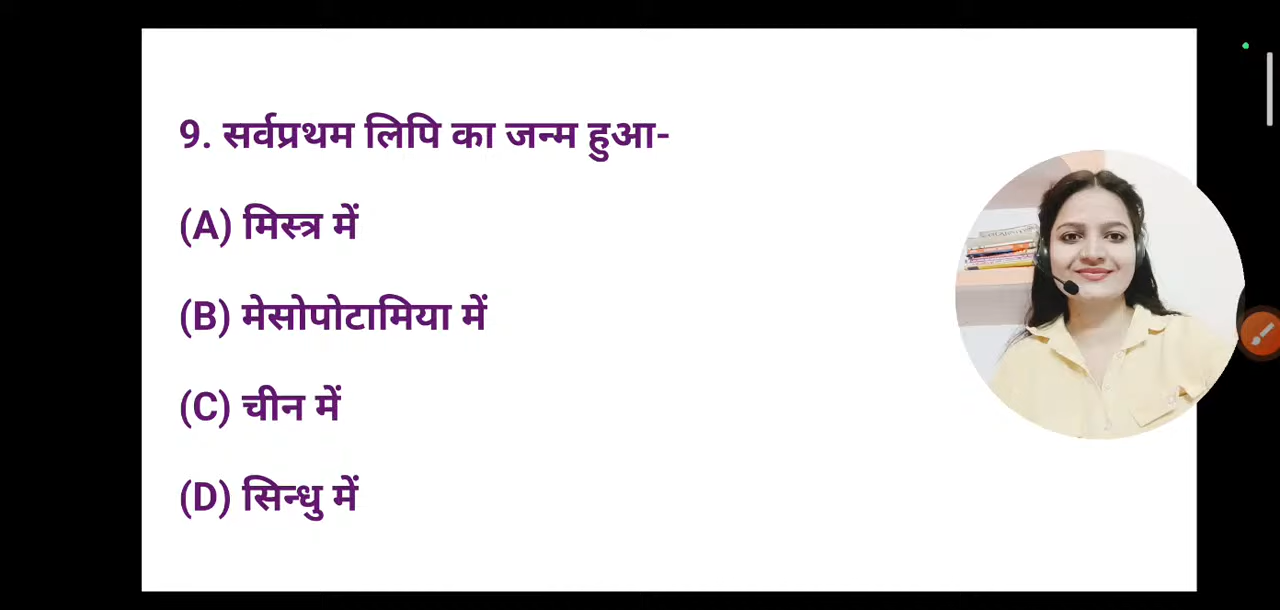 9. सर्वप्रथम लिपि का जन्म हुआ-
(A) मिस्त्र में
(B) मेसोपोटामिया में
(C) चीन में
(D) सिन्धु में